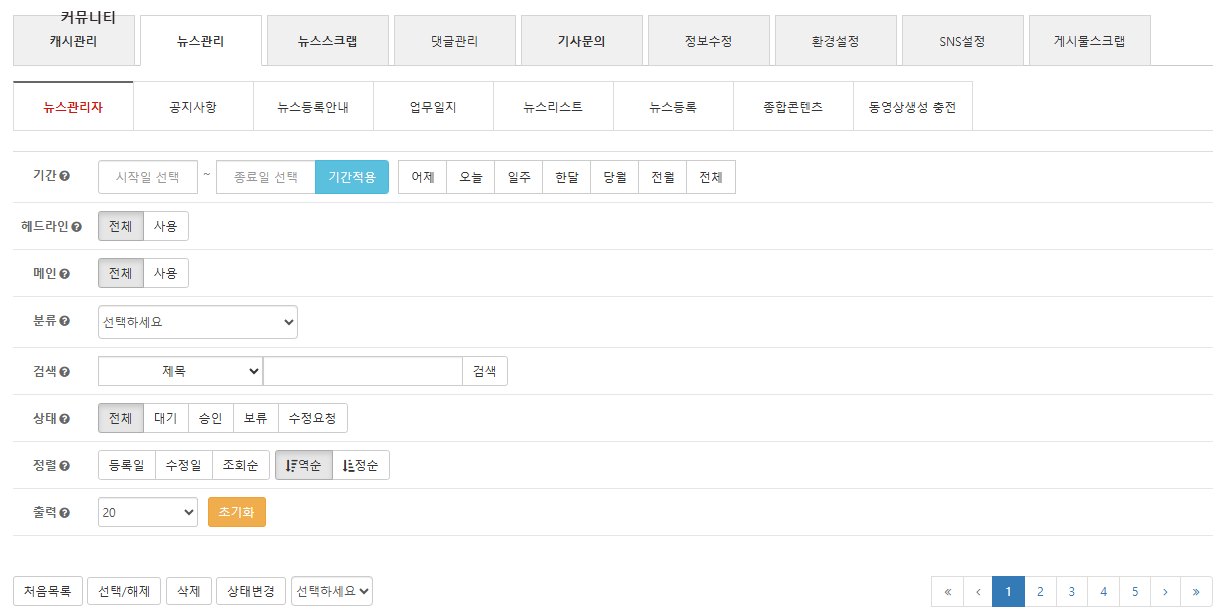 커뮤니티
캐시관리 뉴스관리 뉴스스크랩 댓글관리 기사문의 정보수정 환경설정 SNS설정 게시물스크랩
뉴스관리자 공지사항 뉴스등록안내 업무일지 뉴스리스트 뉴스등록 종합콘텐츠 동영상생성 충전
기간 시작일 선택 ~ 종료일 선택 기간적용 어제 오늘 일주 한달 당월 전월 전체
헤드라인 전체 사용
메인 전체 사용
분류 선택하세요
검색 제목 검색
상태 전체 대기 승인 보류 수정요청
정렬 등록일 수정일 조회순 역순 정순
출력 20 초기화
처음목록 선택/해제 삭제 상태변경 선택하세요 « ‹ 1 2 3 4 5 › »